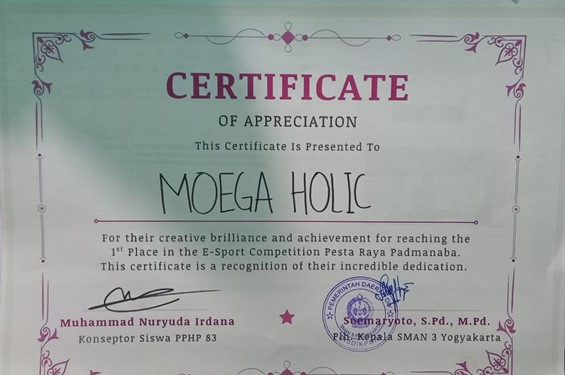 CERTIFICATE
OF APPRECIATION
This Certificate Is Presented To
MOEGA HOLIC
For their creative brilliance and achievement for reaching the
1st Place in the E-Sport Competition Pesta Raya Padmanaba.
This certificate is a recognition of their incredible dedication.
Muhammad Nuryuda Irdana
Konseptor Siswa PPHP 83
PEMERINTAH DAERAH
Soemaryoto, S.Pd., M.Pd.
Plh. Kepala SMAN 3 Yogyakarta